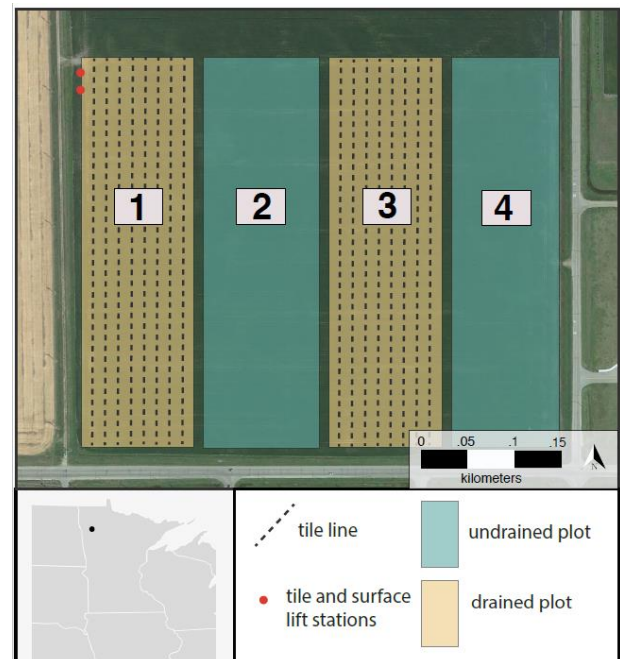 1
2
3
4
0 .05 .1 .15
kilometers
N
tile line
undrained plot
tile and surface
lift stations
drained plot